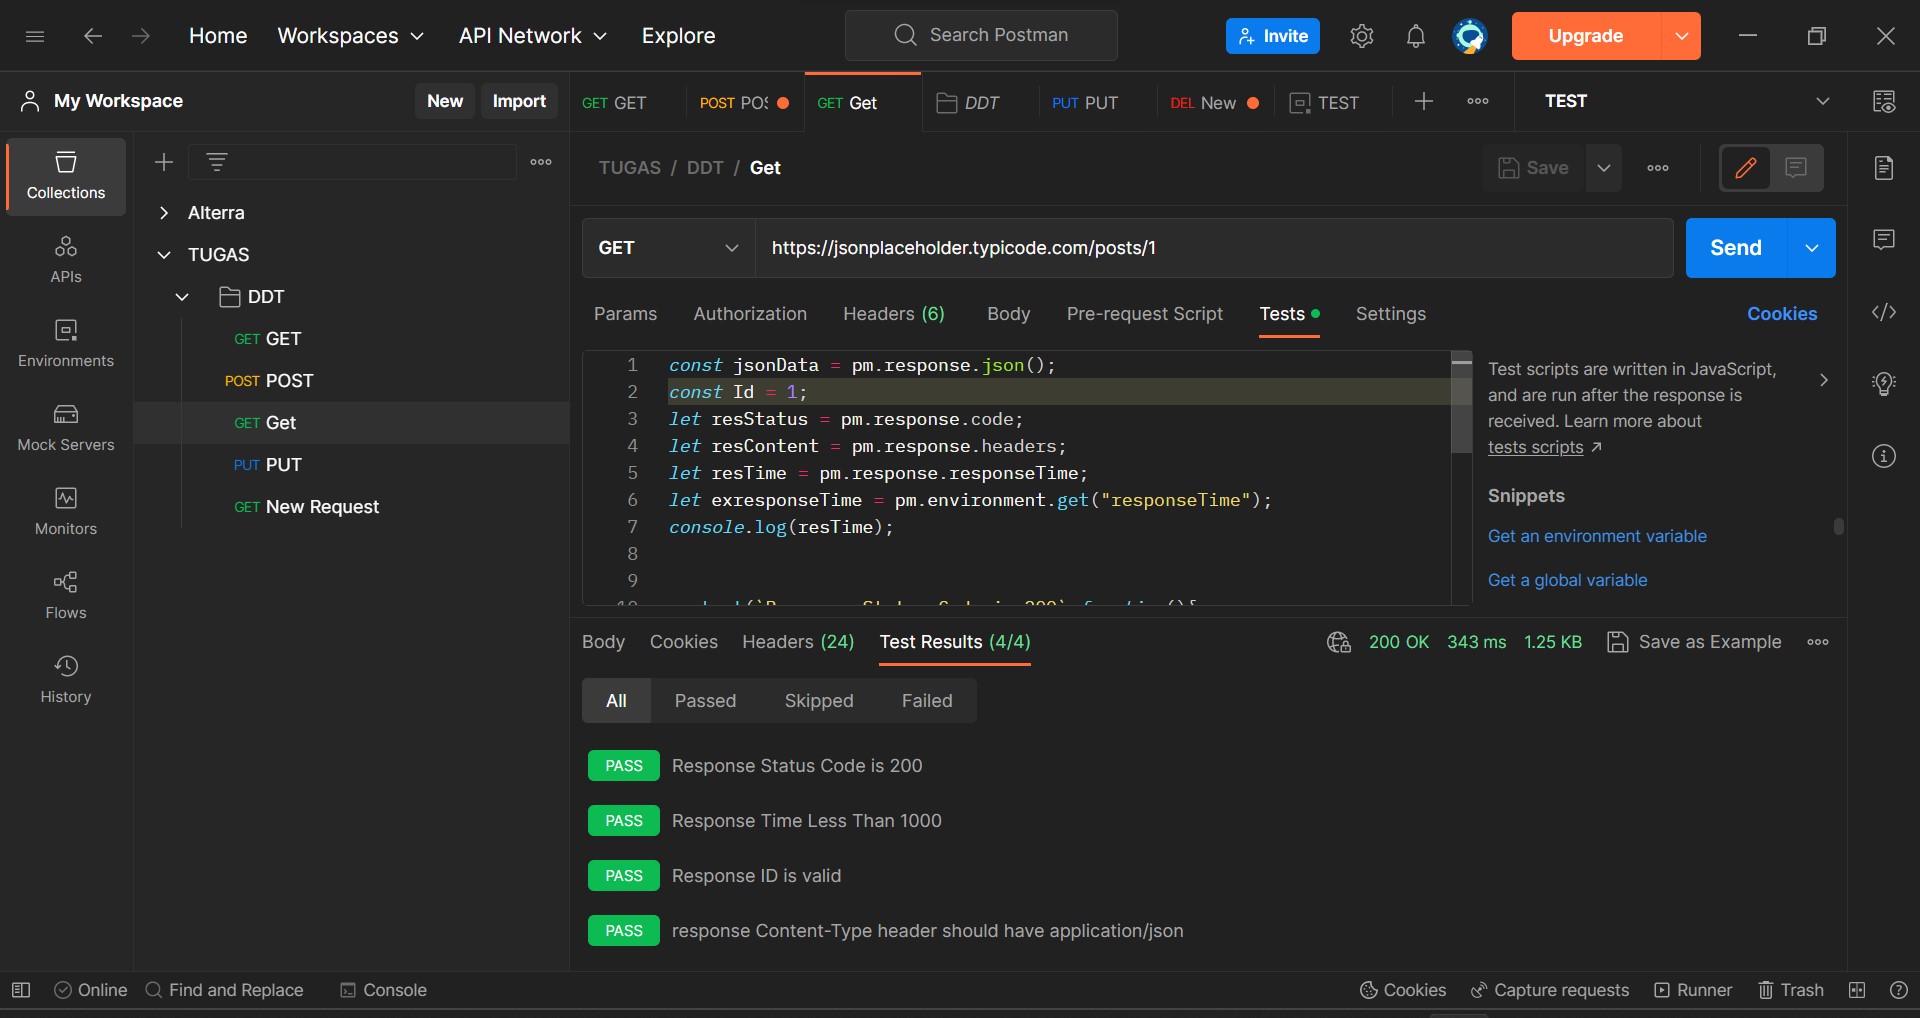 Home
Workspaces
API Network
Explore
Search Postman
Invite
Upgrade
My Workspace
New
Import
GET GET
POST POS
GET Get
DDT
PUT PUT
DEL New
TEST
TEST
Collections
APIs
Environments
Mock Servers
Monitors
Flows
History
Alterra
TUGAS
DDT
GET GET
POST POST
GET Get
PUT PUT
GET New Request
TUGAS / DDT / Get
Save
GET
https://jsonplaceholder.typicode.com/posts/1
Send
Params
Authorization
Headers (6)
Body
Pre-request Script
Tests
Settings
Cookies
1 const jsonData = pm.response.json();
2 const Id = 1;
3 let resStatus = pm.response.code;
4 let resContent = pm.response.headers;
5 let resTime = pm.response.responseTime;
6 let exresponseTime = pm.environment.get("responseTime");
7 console.log(resTime);
8
9
Test scripts are written in JavaScript,
and are run after the response is
received. Learn more about
tests scripts ↗
Snippets
Get an environment variable
Get a global variable
Body
Cookies
Headers (24)
Test Results (4/4)
200 OK
343 ms
1.25 KB
Save as Example
All
Passed
Skipped
Failed
PASS Response Status Code is 200
PASS Response Time Less Than 1000
PASS Response ID is valid
PASS response Content-Type header should have application/json
Online
Find and Replace
Console
Cookies
Capture requests
Runner
Trash